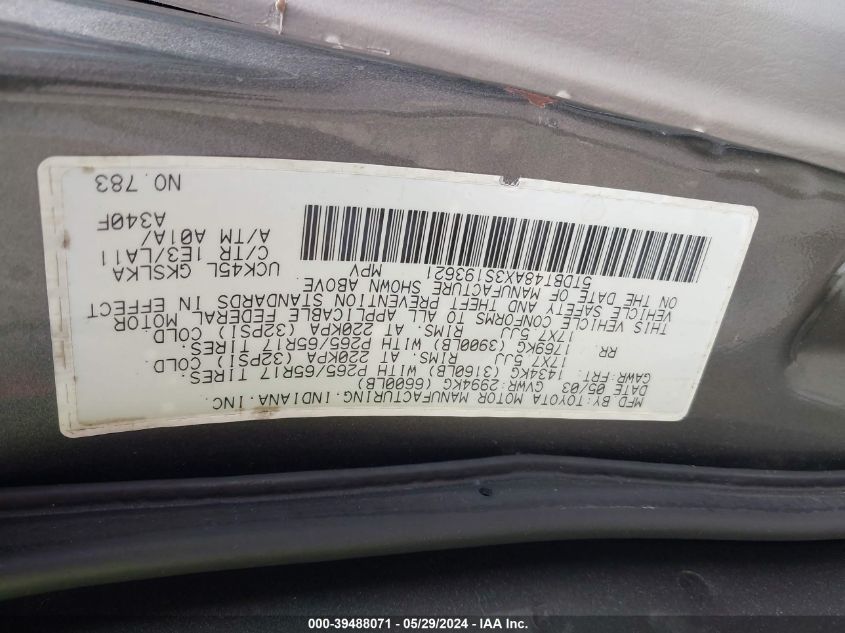 MFD BY:TOYOTA MOTOR MANUFACTURING.INDIANA.INC.
DATE 05/03 GVWR 2994KG (6600LB)
GAWR:FRT: 1434KG (3160LB) WITH P265/65R17 TIRES.
17X7.5JJ RIMS. AT 220KPA (32PSI) COLD
RR. 1769KG (3900LB) WITH P265/65R17 TIRES.
17X7.5JJ RIMS. AT 220KPA (32PSI) COLD
THIS VEHICLE CONFORMS TO ALL APPLICABLE FEDERAL MOTOR
VEHICLE SAFETY AND THEFT PREVENTION STANDARDS IN EFFECT
ON THE DATE OF MANUFACTURE SHOWN ABOVE.
5TDBT48AX3S193621 MPV
UCK45L GKSLKA
C/TR 1E3/LA11
A/TM A01A/
A340F
NO.783
000-39488071 / 05/29/2024 - IAA Inc.